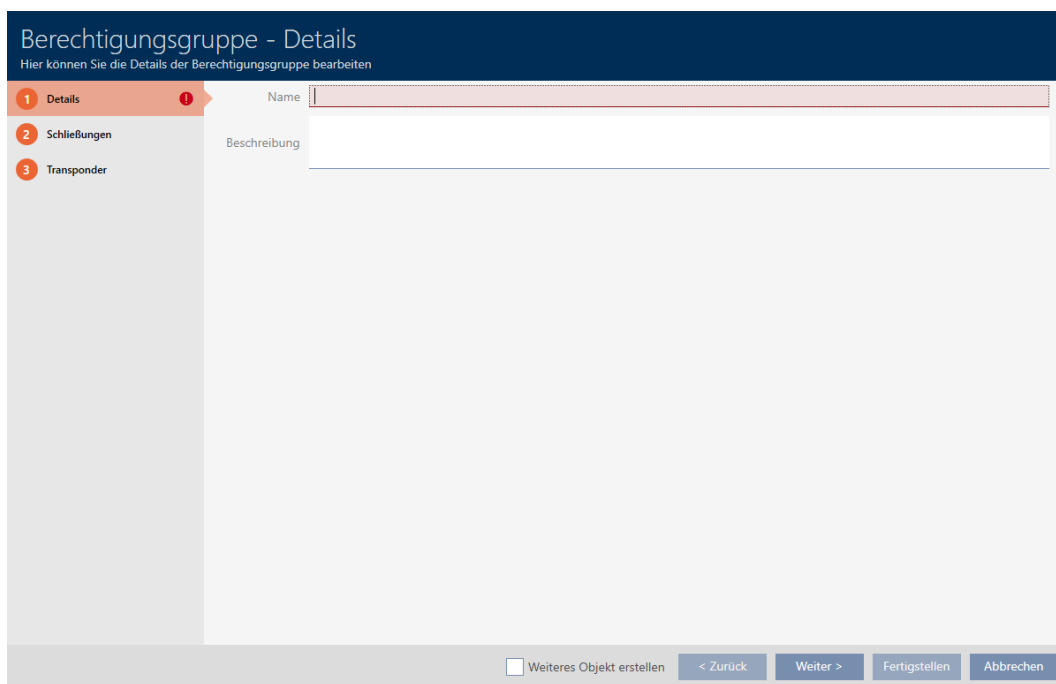 Berechtigungsgruppe - Details
Hier können Sie die Details der Berechtigungsgruppe bearbeiten
1 Details !
2 Schließungen
3 Transponder
Name
Beschreibung
Weiteres Objekt erstellen < Zurück Weiter > Fertigstellen Abbrechen